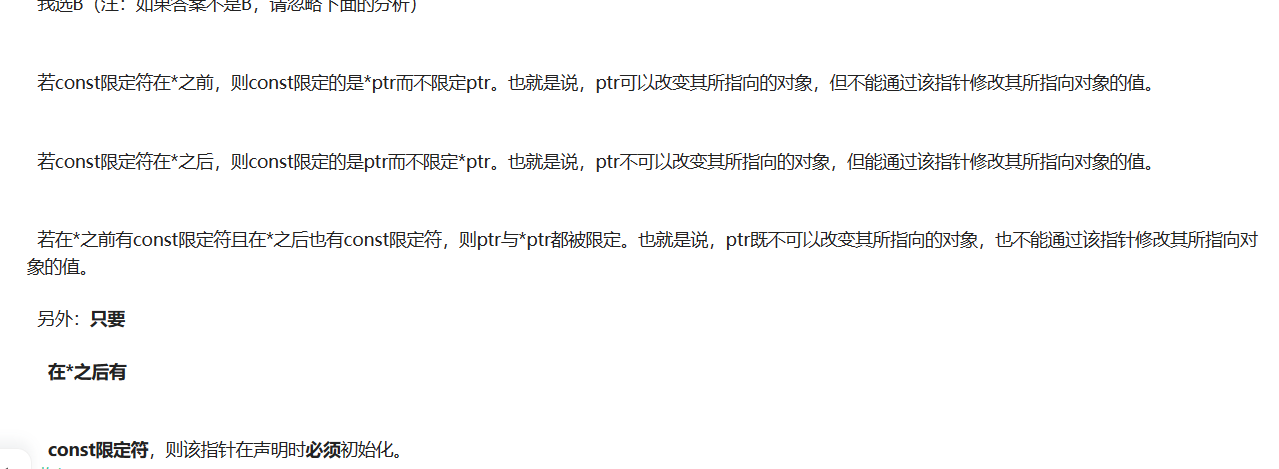 我选B（注：如果答案不是B，请忽略下面的分析）
若const限定符在*之前，则const限定的是*ptr而不限定ptr。也就是说，ptr可以改变其所指向的对象，但不能通过该指针修改其所指向对象的值。
若const限定符在*之后，则const限定的是ptr而不限定*ptr。也就是说，ptr不可以改变其所指向的对象，但能通过该指针修改其所指向对象的值。
若在*之前有const限定符且在*之后也有const限定符，则ptr与*ptr都被限定。也就是说，ptr既不可以改变其所指向的对象，也不能通过该指针修改其所指向对
象的值。
另外：只要
在*之后有
const限定符，则该指针在声明时必须初始化。